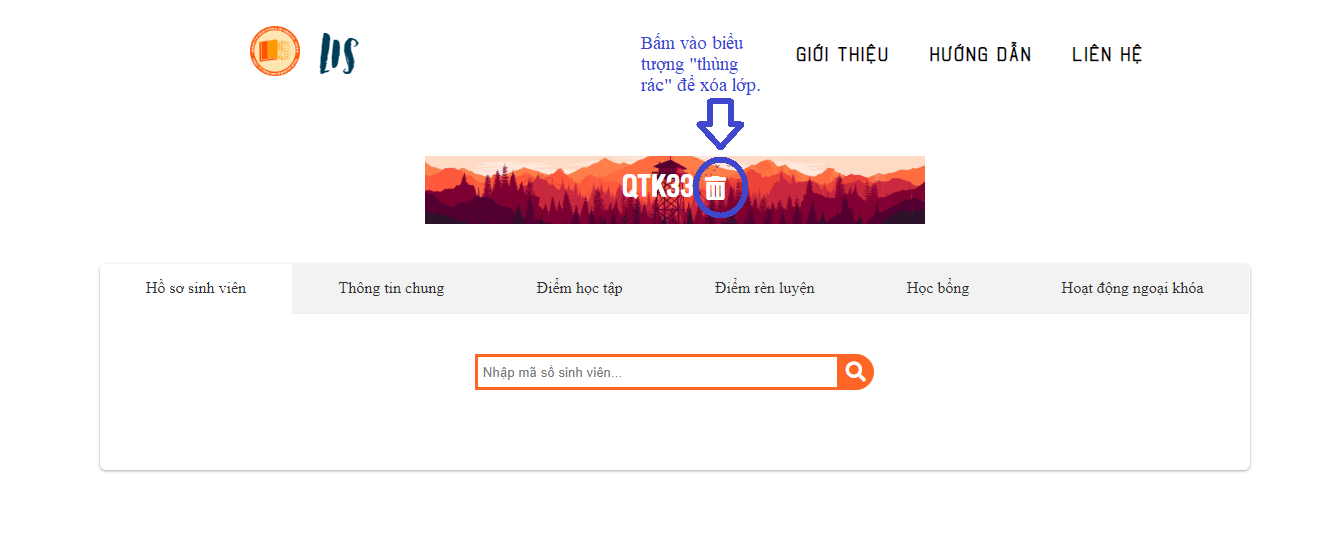 LIS
Bấm vào biểu
tượng "thùng
rác" để xóa lớp.
GIỚI THIỆU
HƯỚNG DẪN
LIÊN HỆ
QTK33
Hồ sơ sinh viên
Thông tin chung
Điểm học tập
Điểm rèn luyện
Học bổng
Hoạt động ngoại khóa
Nhập mã số sinh viên...